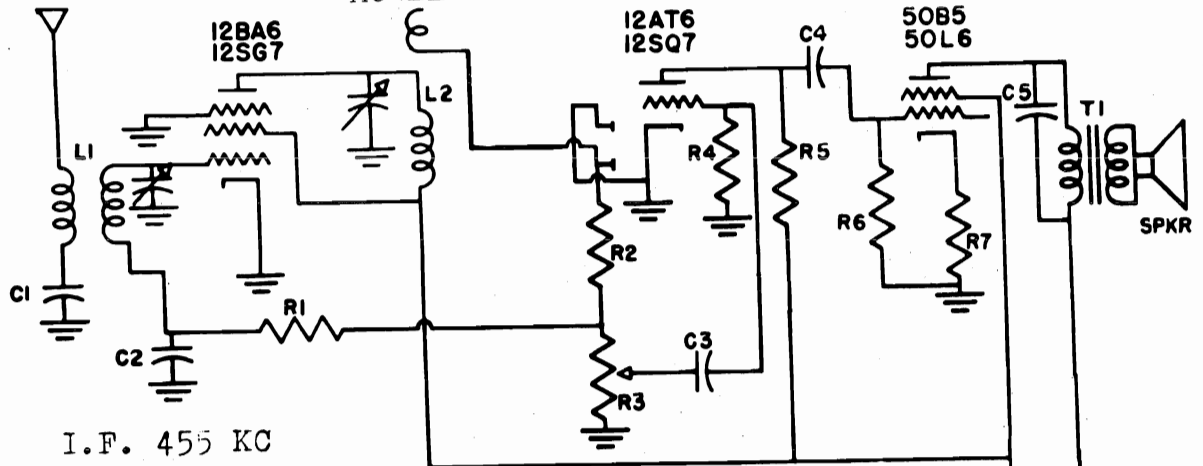 12BA6
12SG7
12AT6
12SQ7
50B5
50L6
C4
L2
C5
T1
L1
R4
R5
R6
R7
SPKR
R2
C1
R1
C2
C3
R3
I.F. 455 KC